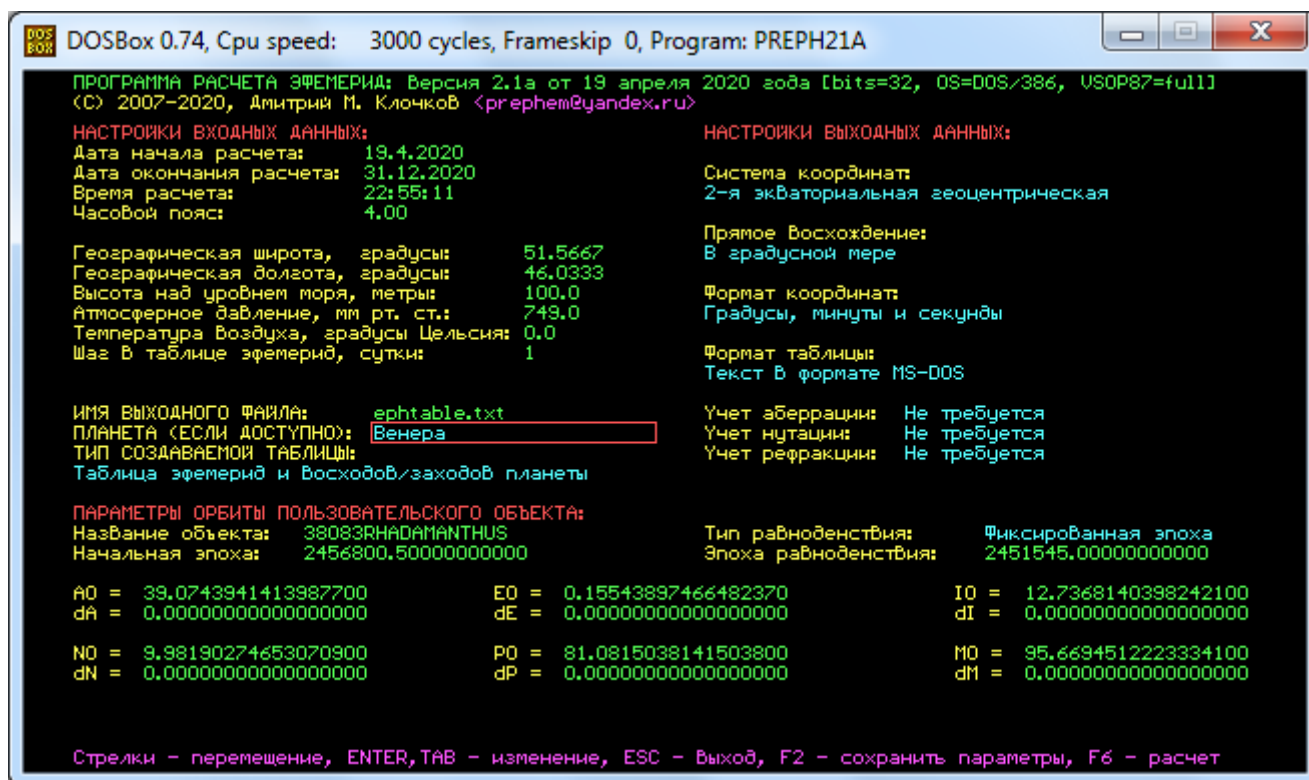 DOSBox 0.74, Cpu speed: 3000 cycles, Frameskip 0, Program: PREPH21A
ПРОГРАММА РАСЧЕТА ЭФЕМЕРИД: Версия 2.1a от 19 апреля 2020 года [bits=32, OS=DOS/386, VSOP87=full]
(C) 2007-2020, Дмитрий М. Клочков <prephem@yandex.ru>
НАСТРОЙКИ ВХОДНЫХ ДАННЫХ: НАСТРОЙКИ ВЫХОДНЫХ ДАННЫХ:
Дата начала расчета: 19.4.2020
Дата окончания расчета: 31.12.2020 Система координат:
Время расчета: 22:55:11 2-я экваториальная геоцентрическая
Часовой пояс: 4.00
Прямое восхождение:
Географическая широта, градусы: 51.5667 В градусной мере
Географическая долгота, градусы: 46.0333
Высота над уровнем моря, метры: 100.0 Формат координат:
Атмосферное давление, мм рт. ст.: 749.0 Градусы, минуты и секунды
Температура воздуха, градусы Цельсия: 0.0
Шаг в таблице эфемерид, сутки: 1 Формат таблицы:
Текст в формате MS-DOS
ИМЯ ВЫХОДНОГО ФАЙЛА: ephtable.txt Учет аберрации: Не требуется
ПЛАНЕТА (ЕСЛИ ДОСТУПНО): Венера Учет нутации: Не требуется
ТИП СОЗДАВАЕМОЙ ТАБЛИЦЫ: Учет рефракции: Не требуется
Таблица эфемерид и восходов/заходов планеты
ПАРАМЕТРЫ ОРБИТЫ ПОЛЬЗОВАТЕЛЬСКОГО ОБЪЕКТА:
Название объекта: 38083RHADAMANTHUS Тип равноденствия: Фиксированная эпоха
Начальная эпоха: 2456800.50000000000 Эпоха равноденствия: 2451545.00000000000
A0 = 39.0743941413987700 E0 = 0.15543897466482370 I0 = 12.7368140398242100
dA = 0.00000000000000000 dE = 0.00000000000000000 dI = 0.00000000000000000
N0 = 9.98190274653070900 P0 = 81.0815038141503800 M0 = 95.6694512223334100
dN = 0.00000000000000000 dP = 0.00000000000000000 dM = 0.00000000000000000
Стрелки - перемещение, ENTER,TAB - изменение, ESC - Выход, F2 - сохранить параметры, F6 - расчет